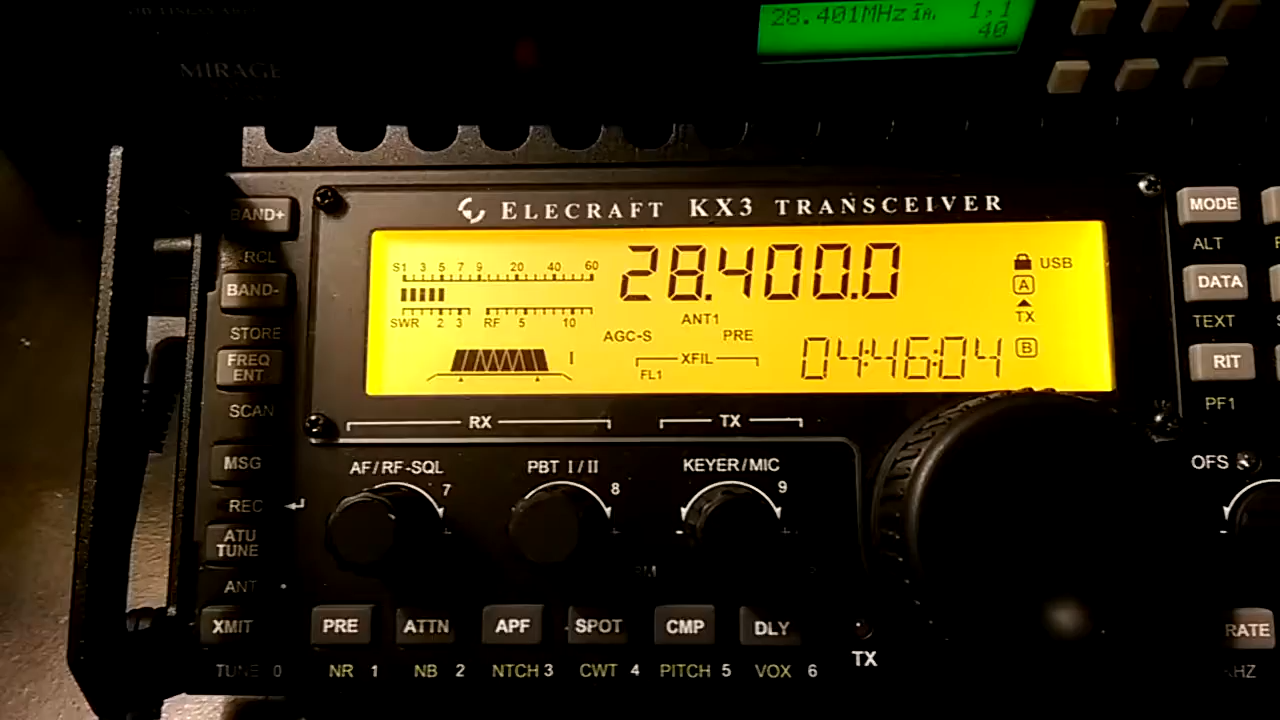 28.401MHz 1,1
40
MIRAGE
ELECRAFT KX3 TRANSCEIVER
BAND+
RCL
BAND-
STORE
FREQ
ENT
SCAN
MSG
REC
ATU
TUNE
ANT
XMIT
TUNE 0
S1 3 5 7 9 20 40 60
SWR 2 3 RF 5 10
28.400.0
USB
A
TX
B
ANT1
AGC-S PRE
XFIL
FL1
I
04:46:04
MODE
ALT
DATA
TEXT
RIT
PF1
OFS
-
RX TX
AF/RF-SQL PBT I/II KEYER/MIC
7 8 9
- +
PRE ATTN APF SPOT CMP DLY
NR 1 NB 2 NTCH 3 CWT 4 PITCH 5 VOX 6
TX
RATE
KHZ